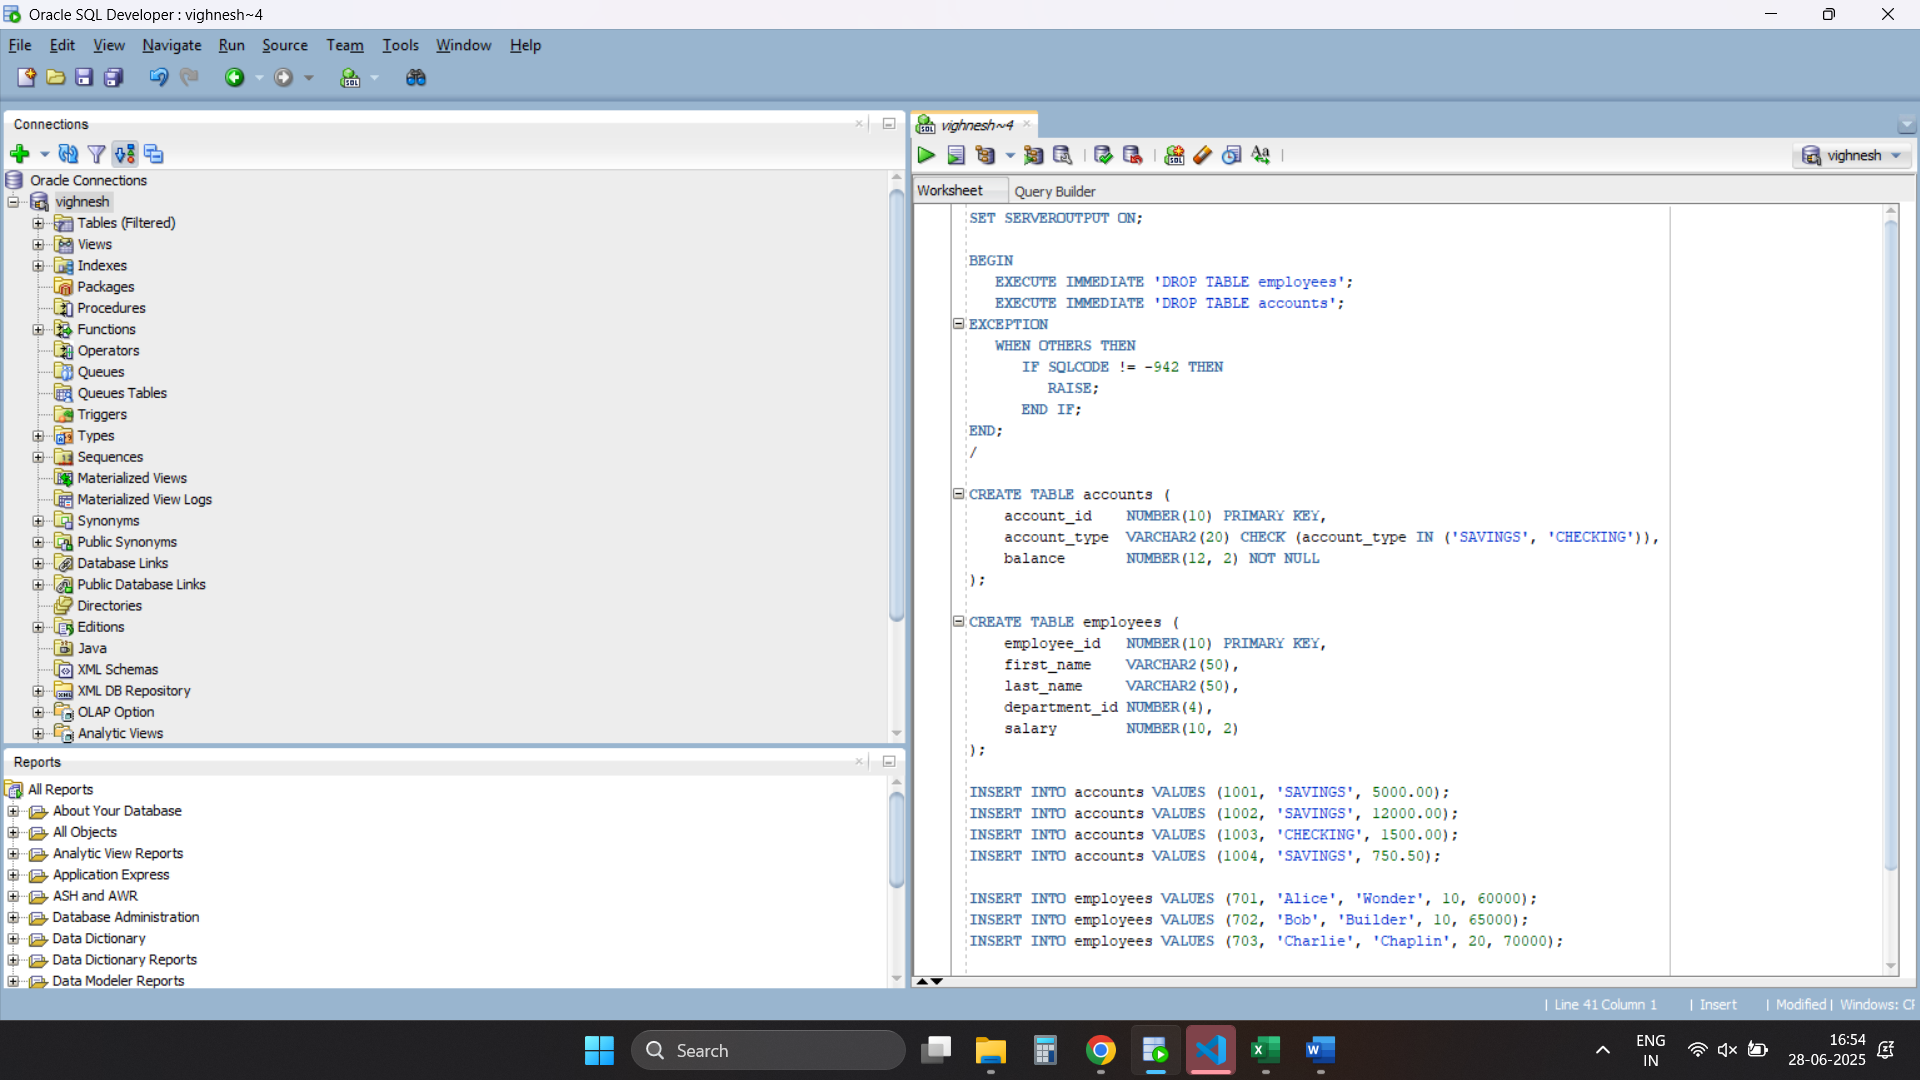 Oracle SQL Developer : vighnesh~4
File Edit View Navigate Run Source Team Tools Window Help
Connections
Oracle Connections
vighnesh
Tables (Filtered)
Views
Indexes
Packages
Procedures
Functions
Operators
Queues
Queues Tables
Triggers
Types
Sequences
Materialized Views
Materialized View Logs
Synonyms
Public Synonyms
Database Links
Public Database Links
Directories
Editions
Java
XML Schemas
XML DB Repository
OLAP Option
Analytic Views
Reports
All Reports
About Your Database
All Objects
Analytic View Reports
Application Express
ASH and AWR
Database Administration
Data Dictionary
Data Dictionary Reports
Data Modeler Reports
vighnesh~4
vighnesh
Worksheet Query Builder
SET SERVEROUTPUT ON;
BEGIN
EXECUTE IMMEDIATE 'DROP TABLE employees';
EXECUTE IMMEDIATE 'DROP TABLE accounts';
EXCEPTION
WHEN OTHERS THEN
IF SQLCODE != -942 THEN
RAISE;
END IF;
END;
/
CREATE TABLE accounts (
account_id NUMBER(10) PRIMARY KEY,
account_type VARCHAR2(20) CHECK (account_type IN ('SAVINGS', 'CHECKING')),
balance NUMBER(12, 2) NOT NULL
);
CREATE TABLE employees (
employee_id NUMBER(10) PRIMARY KEY,
first_name VARCHAR2(50),
last_name VARCHAR2(50),
department_id NUMBER(4),
salary NUMBER(10, 2)
);
INSERT INTO accounts VALUES (1001, 'SAVINGS', 5000.00);
INSERT INTO accounts VALUES (1002, 'SAVINGS', 12000.00);
INSERT INTO accounts VALUES (1003, 'CHECKING', 1500.00);
INSERT INTO accounts VALUES (1004, 'SAVINGS', 750.50);
INSERT INTO employees VALUES (701, 'Alice', 'Wonder', 10, 60000);
INSERT INTO employees VALUES (702, 'Bob', 'Builder', 10, 65000);
INSERT INTO employees VALUES (703, 'Charlie', 'Chaplin', 20, 70000);
| Line 41 Column 1 | Insert | Modified | Windows:
Search
ENG
IN
16:54
28-06-2025